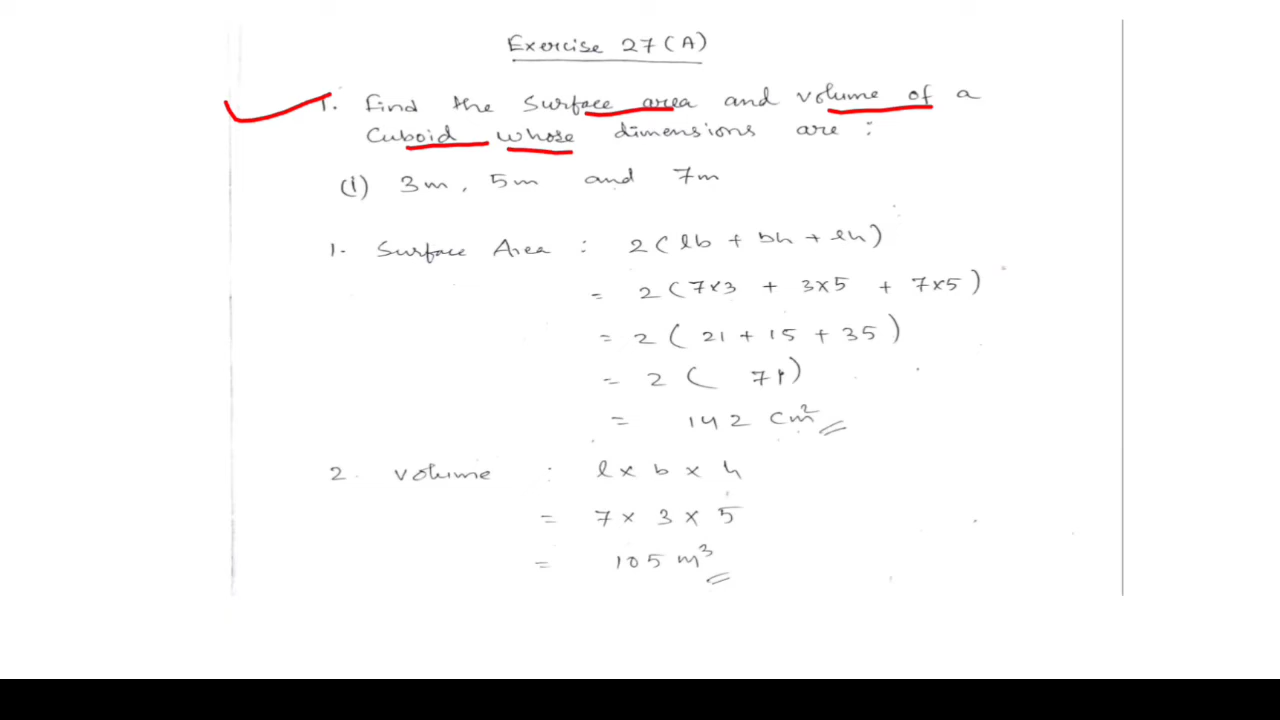 Exercise 27(A)
1. Find the surface area and volume of a
Cuboid whose dimensions are :
(i) 3m, 5m and 7m
1. Surface Area : 2(lb + bh + lh)
= 2(7×3 + 3×5 + 7×5)
= 2( 21 + 15 + 35)
= 2( 71)
= 142 cm²
2. Volume : l × b × h
= 7 × 3 × 5
= 105 m³